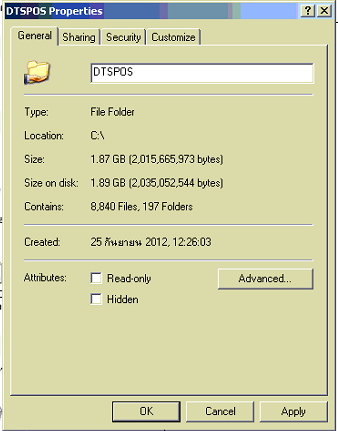 DTSPOS Properties
General Sharing Security Customize
DTSPOS
Type: File Folder
Location: C:\
Size: 1.87 GB (2,015,665,973 bytes)
Size on disk: 1.89 GB (2,035,052,544 bytes)
Contains: 8,840 Files, 197 Folders
Created: 25 กันยายน 2012, 12:26:03
Attributes: Read-only Advanced...
Hidden
OK Cancel Apply